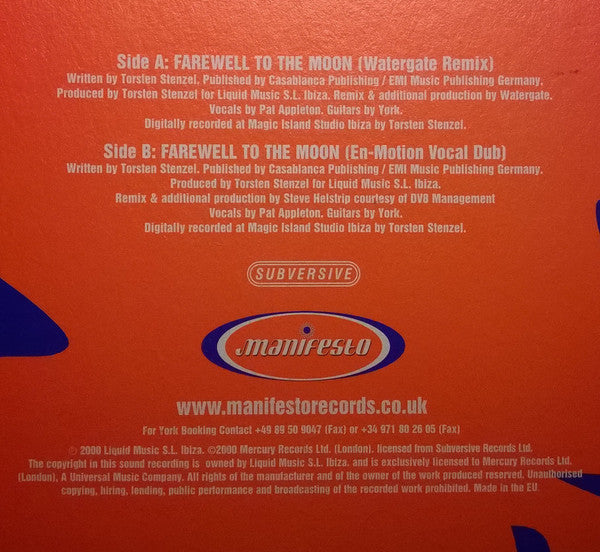 Side A: FAREWELL TO THE MOON (Watergate Remix)
Written by Torsten Stenzel. Published by Casablanca Publishing / EMI Music Publishing Germany.
Produced by Torsten Stenzel for Liquid Music S.L. Ibiza. Remix & additional production by Watergate.
Vocals by Pat Appleton. Guitars by York.
Digitally recorded at Magic Island Studio Ibiza by Torsten Stenzel.
Side B: FAREWELL TO THE MOON (En-Motion Vocal Dub)
Written by Torsten Stenzel. Published by Casablanca Publishing / EMI Music Publishing Germany.
Produced by Torsten Stenzel for Liquid Music S.L. Ibiza.
Remix & additional production by Steve Helstrip courtesy of DV8 Management
Vocals by Pat Appleton. Guitars by York.
Digitally recorded at Magic Island Studio Ibiza by Torsten Stenzel.
SUBVERSIVE
manifesto
www.manifestorecords.co.uk
For York Booking Contact +49 89 50 9047 (Fax) or +34 971 80 26 05 (Fax)
℗ 2000 Liquid Music S.L. Ibiza. ©2000 Mercury Records Ltd. (London). licensed from Subversive Records Ltd.
The copyright in this sound recording is owned by Liquid Music S.L. Ibiza, and is exclusively licensed to Mercury Records Ltd.
(London), A Universal Music Company. All rights of the manufacturer and of the owner of the work produced reserved. Unauthorised
copying, hiring, lending, public performance and broadcasting of the recorded work prohibited. Made in the EU